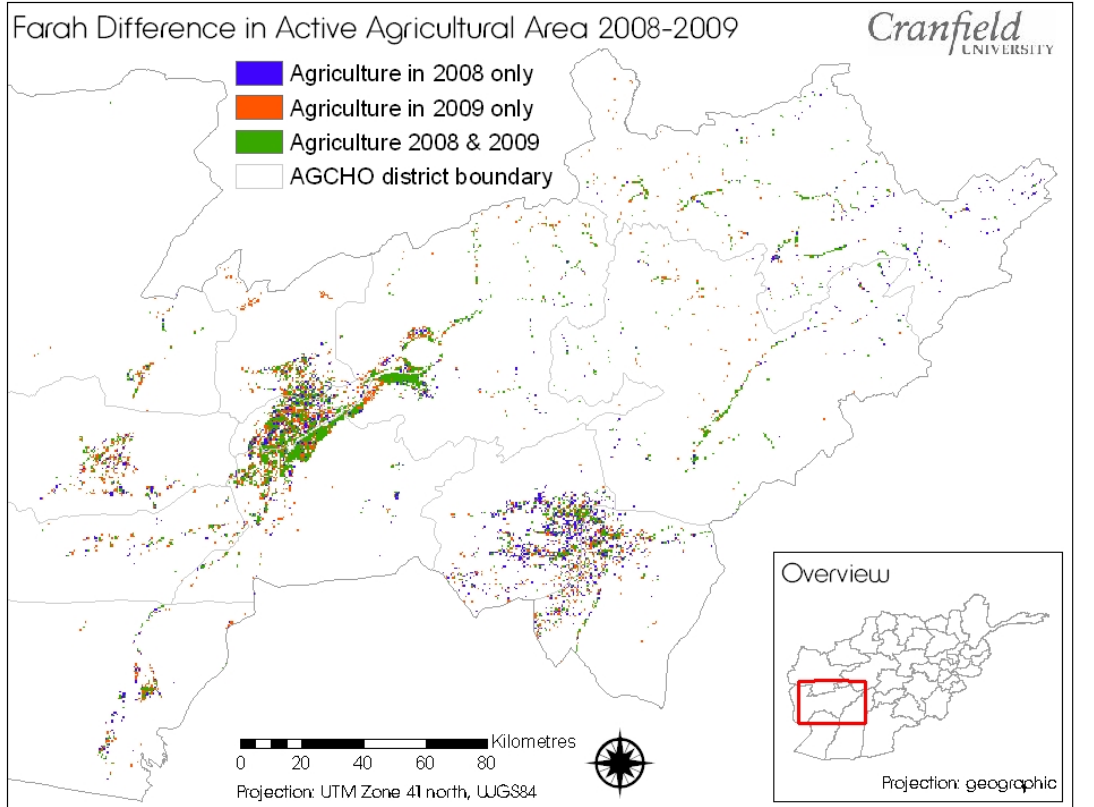 Farah Difference in Active Agricultural Area 2008-2009
Cranfield
UNIVERSITY
Agriculture in 2008 only
Agriculture in 2009 only
Agriculture 2008 & 2009
AGCHO district boundary
Overview
Projection: geographic
Kilometres
0 20 40 60 80
Projection: UTM Zone 41 north, WGS84